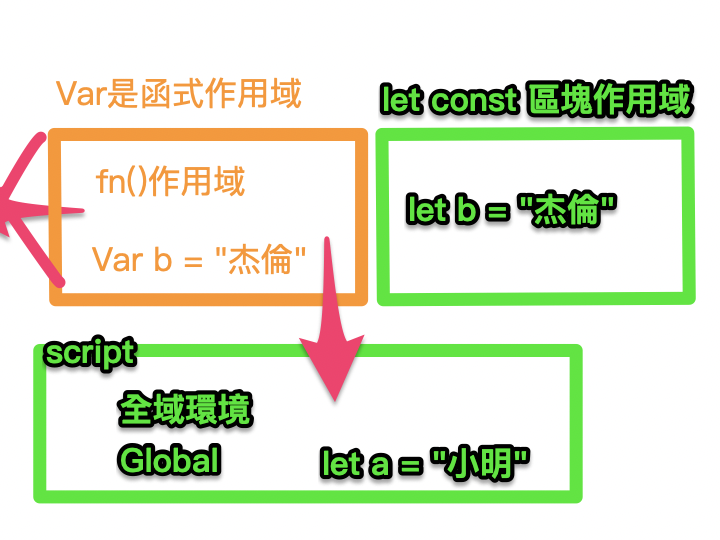 Var是函式作用域
let const 區塊作用域
fn()作用域
Var b = "杰倫"
let b = "杰倫"
script
全域環境
Global
let a = "小明"